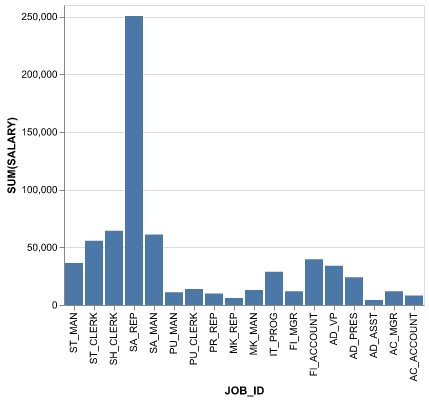 250,000
200,000
150,000
100,000
50,000
0
SUM(SALARY)
ST_MAN
ST_CLERK
SH_CLERK
SA_REP
SA_MAN
PU_MAN
PU_CLERK
PR_REP
MK_REP
MK_MAN
IT_PROG
FI_MGR
FI_ACCOUNT
AD_VP
AD_PRES
AD_ASST
AC_MGR
AC_ACCOUNT
JOB_ID